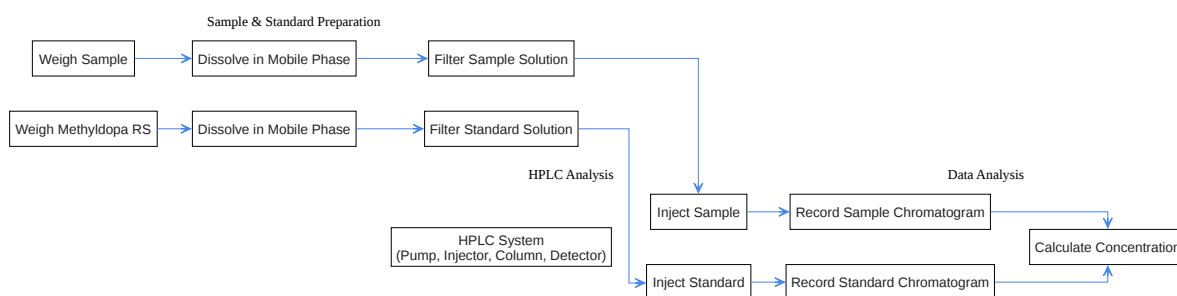 Sample & Standard Preparation
Weigh Sample
Dissolve in Mobile Phase
Filter Sample Solution
Weigh Methyldopa RS
Dissolve in Mobile Phase
Filter Standard Solution
HPLC Analysis
Data Analysis
Inject Sample
Record Sample Chromatogram
HPLC System
(Pump, Injector, Column, Detector)
Calculate Concentration
Inject Standard
Record Standard Chromatogram